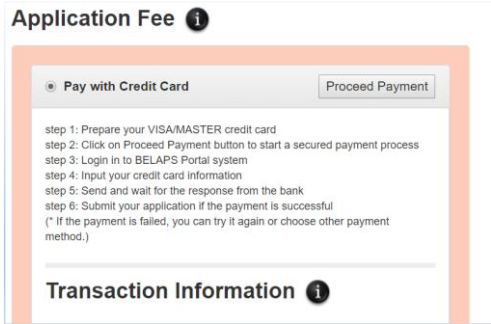 Application Fee
Pay with Credit Card
Proceed Payment
step 1: Prepare your VISA/MASTER credit card
step 2: Click on Proceed Payment button to start a secured payment process
step 3: Login in to BELAPS Portal system
step 4: Input your credit card information
step 5: Send and wait for the response from the bank
step 6: Submit your application if the payment is successful
(* If the payment is failed, you can try it again or choose other payment
method.)
Transaction Information